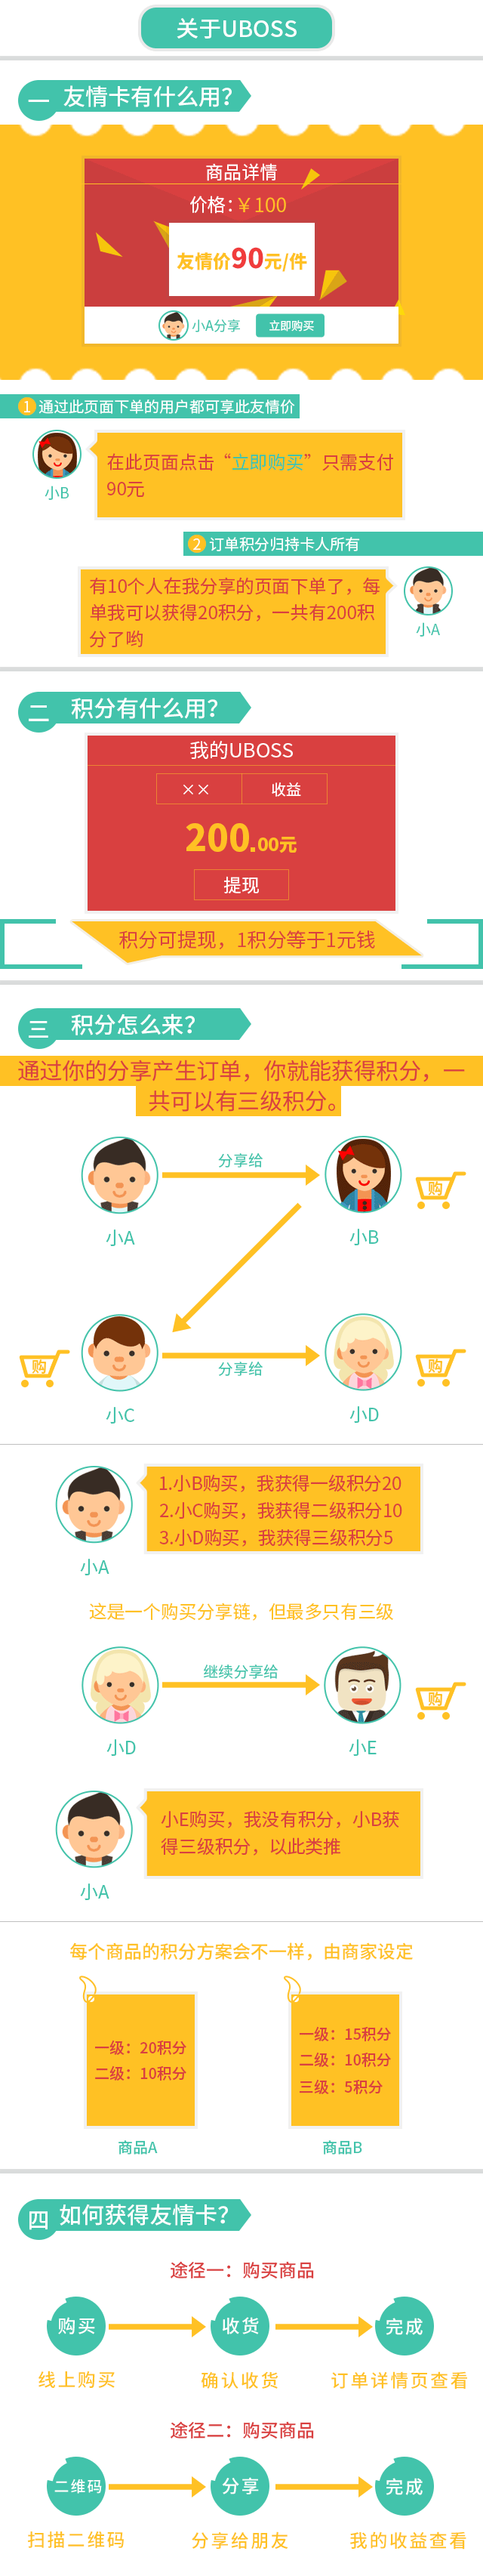 关于UBOSS
一 友情卡有什么用？
商品详情
价格：￥100
友情价90元/件
小A分享 立即购买
1 通过此页面下单的用户都可享此友情价
在此页面点击“立即购买”只需支付
90元
小B
2 订单积分归持卡人所有
有10个人在我分享的页面下单了，每
单我可以获得20积分，一共有200积
分了哟
小A
二 积分有什么用？
我的UBOSS
×× 收益
200.00元
提现
积分可提现，1积分等于1元钱
三 积分怎么来？
通过你的分享产生订单，你就能获得积分，一
共可以有三级积分。
分享给
购
小A 小B
购 分享给 购
小C 小D
1.小B购买，我获得一级积分20
2.小C购买，我获得二级积分10
3.小D购买，我获得三级积分5
小A
这是一个购买分享链，但最多只有三级
继续分享给
购
小D 小E
小E购买，我没有积分，小B获
得三级积分，以此类推
小A
每个商品的积分方案会不一样，由商家设定
一级：20积分
二级：10积分
商品A
一级：15积分
二级：10积分
三级：5积分
商品B
四 如何获得友情卡？
途径一：购买商品
购买 收货 完成
线上购买 确认收货 订单详情页查看
途径二：购买商品
二维码 分享 完成
扫描二维码 分享给朋友 我的收益查看